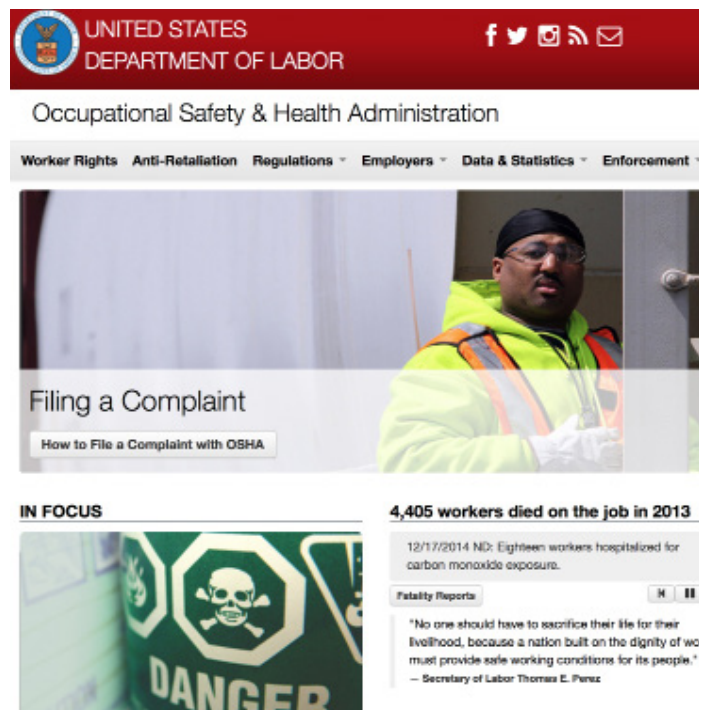 UNITED STATES
DEPARTMENT OF LABOR
Occupational Safety & Health Administration
Worker Rights Anti-Retaliation Regulations Employers Data & Statistics Enforcement
Filing a Complaint
How to File a Complaint with OSHA
IN FOCUS
DANGER
4,405 workers died on the job in 2013
12/17/2014 ND: Eighteen workers hospitalized for
carbon monoxide exposure.
Fatality Reports
"No one should have to sacrifice their life for their
livelihood, because a nation built on the dignity of wo
must provide safe working conditions for its people."
— Secretary of Labor Thomas E. Perez